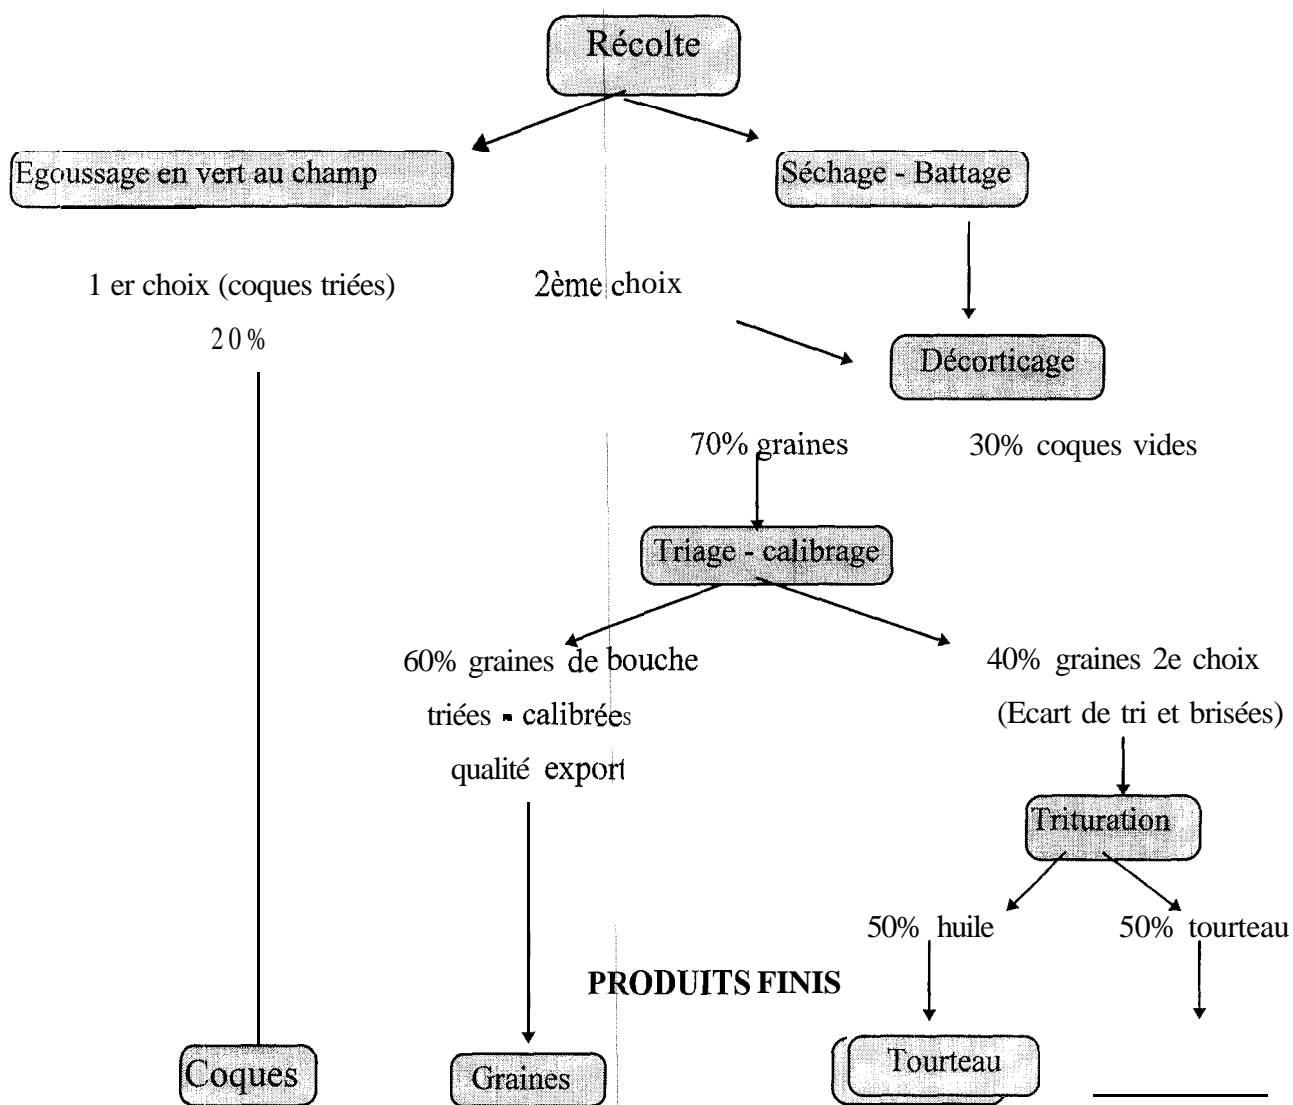 Récolte
Egoussage en vert au champ
Séchage - Battage
1 er choix (coques triées)
2ème choix
20%
Décorticage
70% graines
30% coques vides
Triage - calibrage
60% graines de bouche
40% graines 2e choix
triées - calibrées
(Ecart de tri et brisées)
qualité export
Trituration
50% huile
50% tourteau
PRODUITS FINIS
Coques
Graines
Tourteau